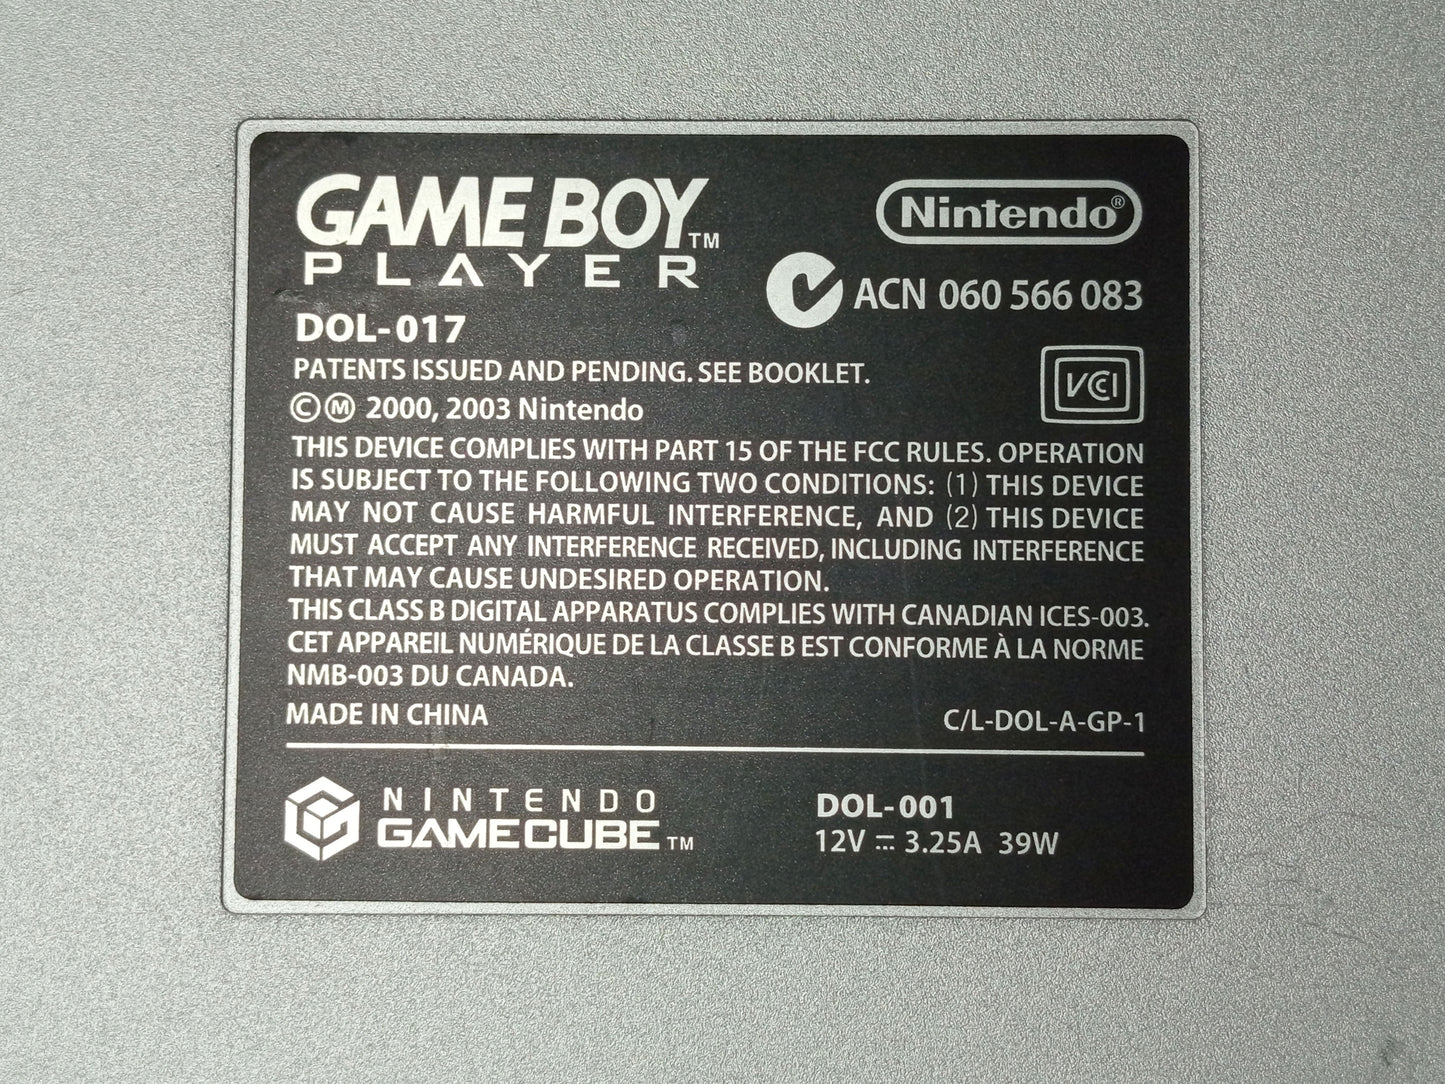 GAME BOY™
PLAYER
Nintendo®
ACN 060 566 083
DOL-017
PATENTS ISSUED AND PENDING. SEE BOOKLET.
VCCI
©Ⓜ 2000, 2003 Nintendo
THIS DEVICE COMPLIES WITH PART 15 OF THE FCC RULES. OPERATION
IS SUBJECT TO THE FOLLOWING TWO CONDITIONS: (1) THIS DEVICE
MAY NOT CAUSE HARMFUL INTERFERENCE, AND (2) THIS DEVICE
MUST ACCEPT ANY INTERFERENCE RECEIVED, INCLUDING INTERFERENCE
THAT MAY CAUSE UNDESIRED OPERATION.
THIS CLASS B DIGITAL APPARATUS COMPLIES WITH CANADIAN ICES-003.
CET APPAREIL NUMÉRIQUE DE LA CLASSE B EST CONFORME À LA NORME
NMB-003 DU CANADA.
MADE IN CHINA
C/L-DOL-A-GP-1
NINTENDO
GAMECUBE™
DOL-001
12V ⎓ 3.25A 39W